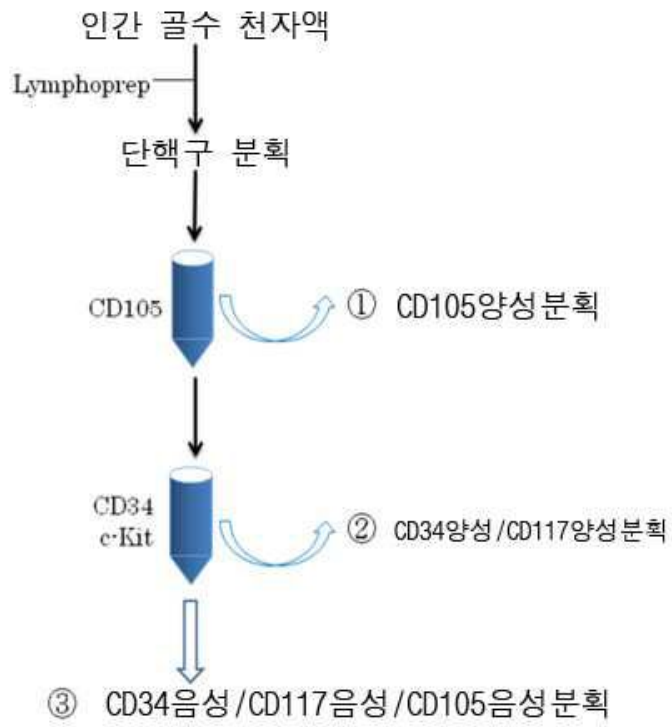 인간 골수 천자액
Lymphoprep
단핵구 분획
CD105
① CD105양성분획
CD34
c-Kit
② CD34양성/CD117양성분획
③ CD34음성/CD117음성/CD105음성분획